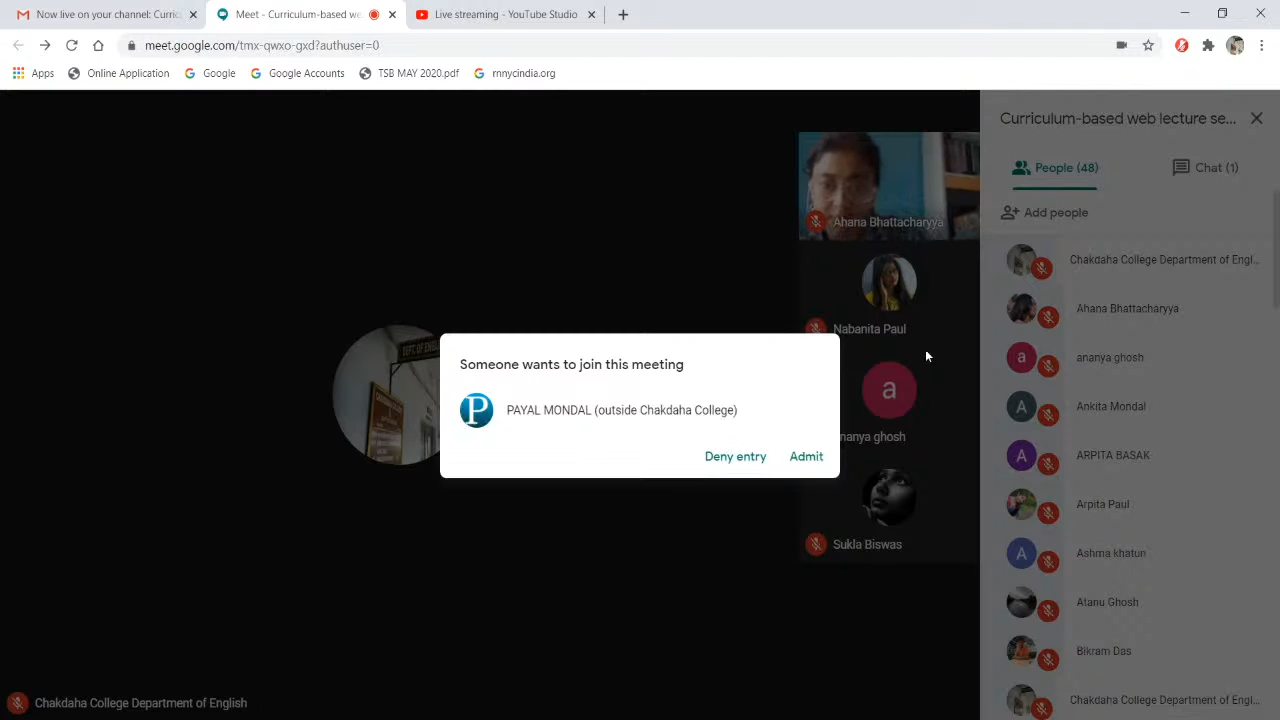 Now live on your channel: Curric
Meet - Curriculum-based we
Live streaming - YouTube Studio
meet.google.com/tmx-qwxo-gxd?authuser=0
Apps
Online Application
Google
Google Accounts
TSB MAY 2020.pdf
rnnycindia.org
Curriculum-based web lecture se...
People (48)
Chat (1)
Add people
Ahana Bhattacharyya
Nabanita Paul
a
nanya ghosh
Sukla Biswas
DEPT OF ENG
Someone wants to join this meeting
P
PAYAL MONDAL (outside Chakdaha College)
Deny entry
Admit
Chakdaha College Department of Engl...
Ahana Bhattacharyya
a
ananya ghosh
A
Ankita Mondal
A
ARPITA BASAK
Arpita Paul
A
Ashma khatun
Atanu Ghosh
Bikram Das
Chakdaha College Department of Engl...
Chakdaha College Department of English